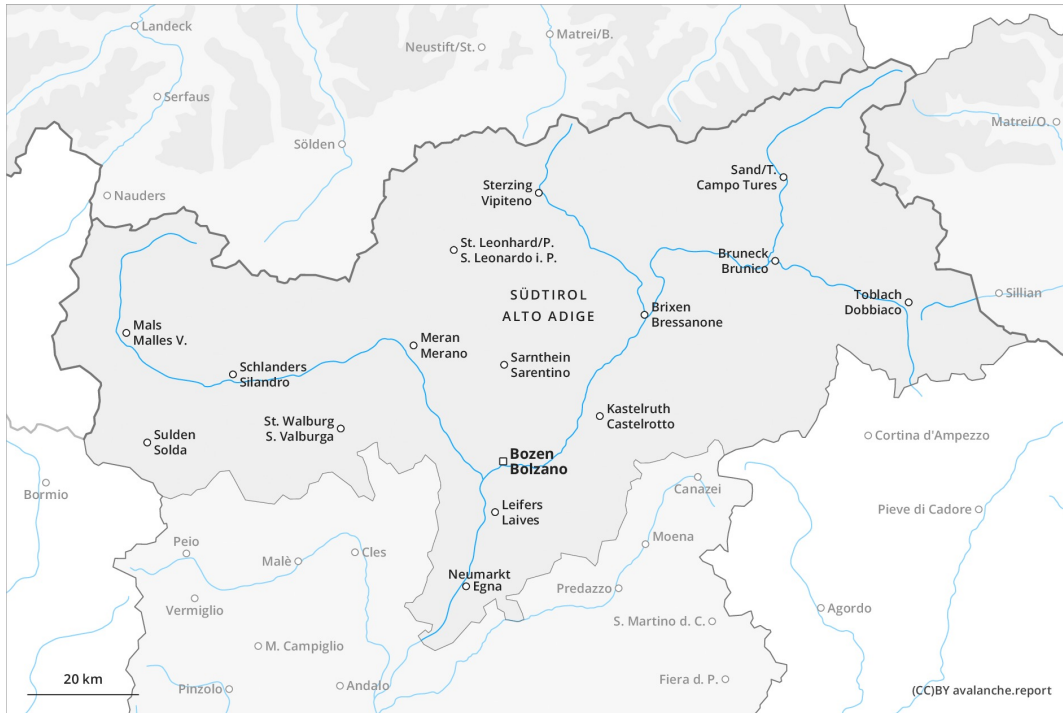 Landeck
Matrei/B.
Neustift/St.
Serfaus
Matrei/O.
Sölden
Sand/T.
Campo Tures
Sterzing
Vipiteno
Nauders
St. Leonhard/P.
S. Leonardo i. P.
Bruneck
Brunico
SÜDTIROL
ALTO ADIGE
Toblach
Dobbiaco
Sillian
Brixen
Bressanone
Mals
Malles V.
Meran
Merano
Sarnthein
Sarentino
Schlanders
Silandro
Kastelruth
Castelrotto
St. Walburg
S. Valburga
Sulden
Solda
Cortina d'Ampezzo
Bozen
Bolzano
Bormio
Canazei
Leifers
Laives
Pieve di Cadore
Moena
Peio
Cles
Malè
Neumarkt
Egna
Predazzo
Vermiglio
Agordo
S. Martino d. C.
M. Campiglio
20 km
Pinzolo
Andalo
Fiera d. P.
(CC)BY avalanche.report